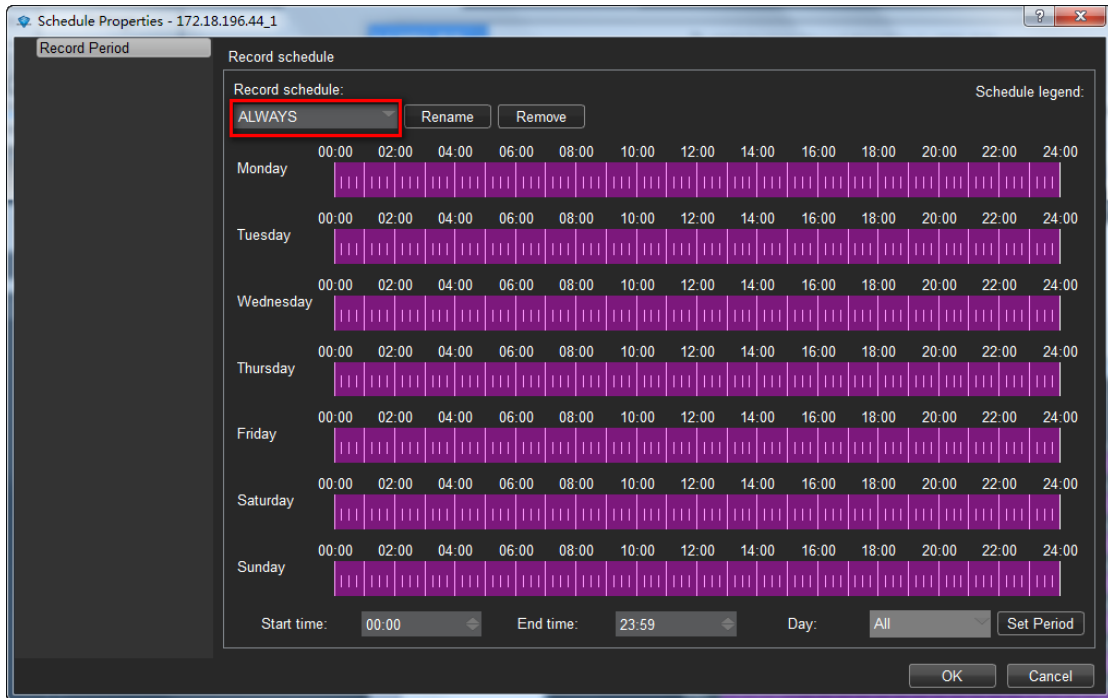 Schedule Properties - 172.18.196.44_1
Record Period
Record schedule
Record schedule:
Schedule legend:
ALWAYS Rename Remove
00:00 02:00 04:00 06:00 08:00 10:00 12:00 14:00 16:00 18:00 20:00 22:00 24:00
Monday
00:00 02:00 04:00 06:00 08:00 10:00 12:00 14:00 16:00 18:00 20:00 22:00 24:00
Tuesday
00:00 02:00 04:00 06:00 08:00 10:00 12:00 14:00 16:00 18:00 20:00 22:00 24:00
Wednesday
00:00 02:00 04:00 06:00 08:00 10:00 12:00 14:00 16:00 18:00 20:00 22:00 24:00
Thursday
00:00 02:00 04:00 06:00 08:00 10:00 12:00 14:00 16:00 18:00 20:00 22:00 24:00
Friday
00:00 02:00 04:00 06:00 08:00 10:00 12:00 14:00 16:00 18:00 20:00 22:00 24:00
Saturday
00:00 02:00 04:00 06:00 08:00 10:00 12:00 14:00 16:00 18:00 20:00 22:00 24:00
Sunday
Start time: 00:00 End time: 23:59 Day: All Set Period
OK Cancel